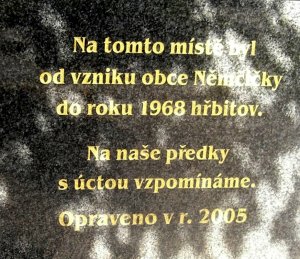 Na tomto místě byl
od vzniku obce Němčičky
do roku 1968 hřbitov.
Na naše předky
s úctou vzpomínáme.
Opraveno v r. 2005